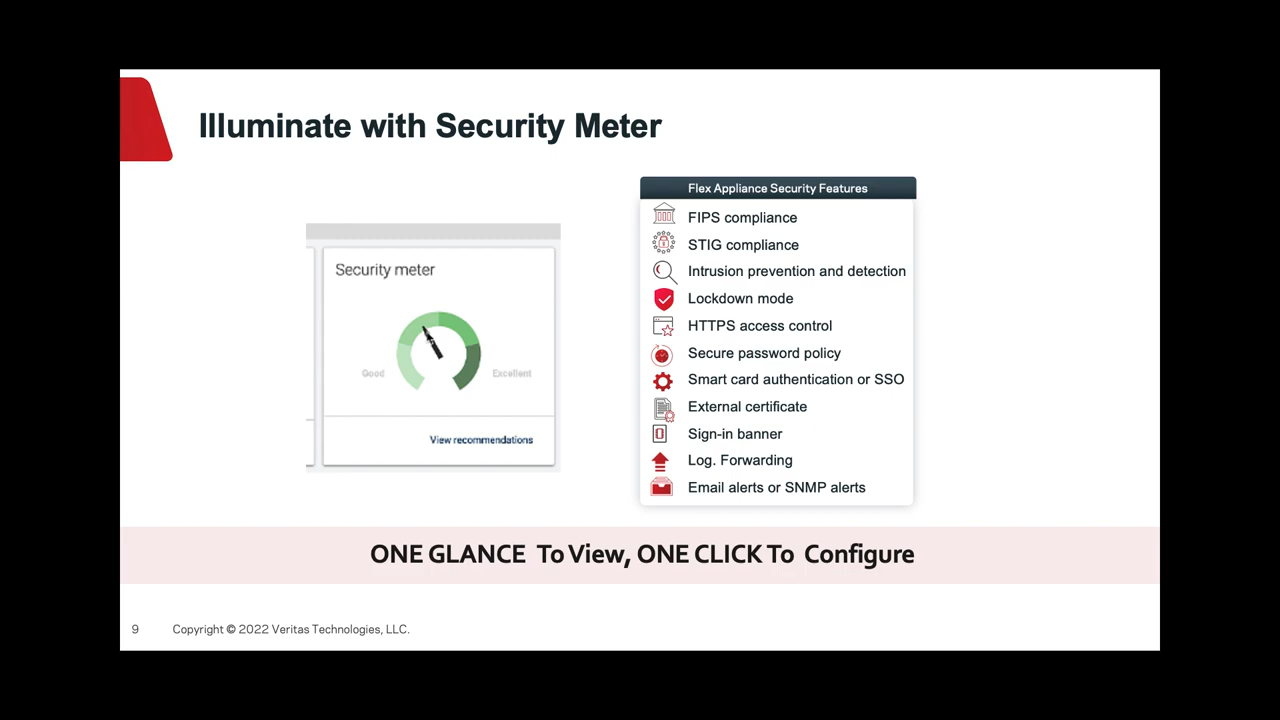 Illuminate with Security Meter
Security meter
Good
Excellent
View recommendations
Flex Appliance Security Features
FIPS compliance
STIG compliance
Intrusion prevention and detection
Lockdown mode
HTTPS access control
Secure password policy
Smart card authentication or SSO
External certificate
Sign-in banner
Log. Forwarding
Email alerts or SNMP alerts
ONE GLANCE To View, ONE CLICK To Configure
9 Copyright © 2022 Veritas Technologies, LLC.